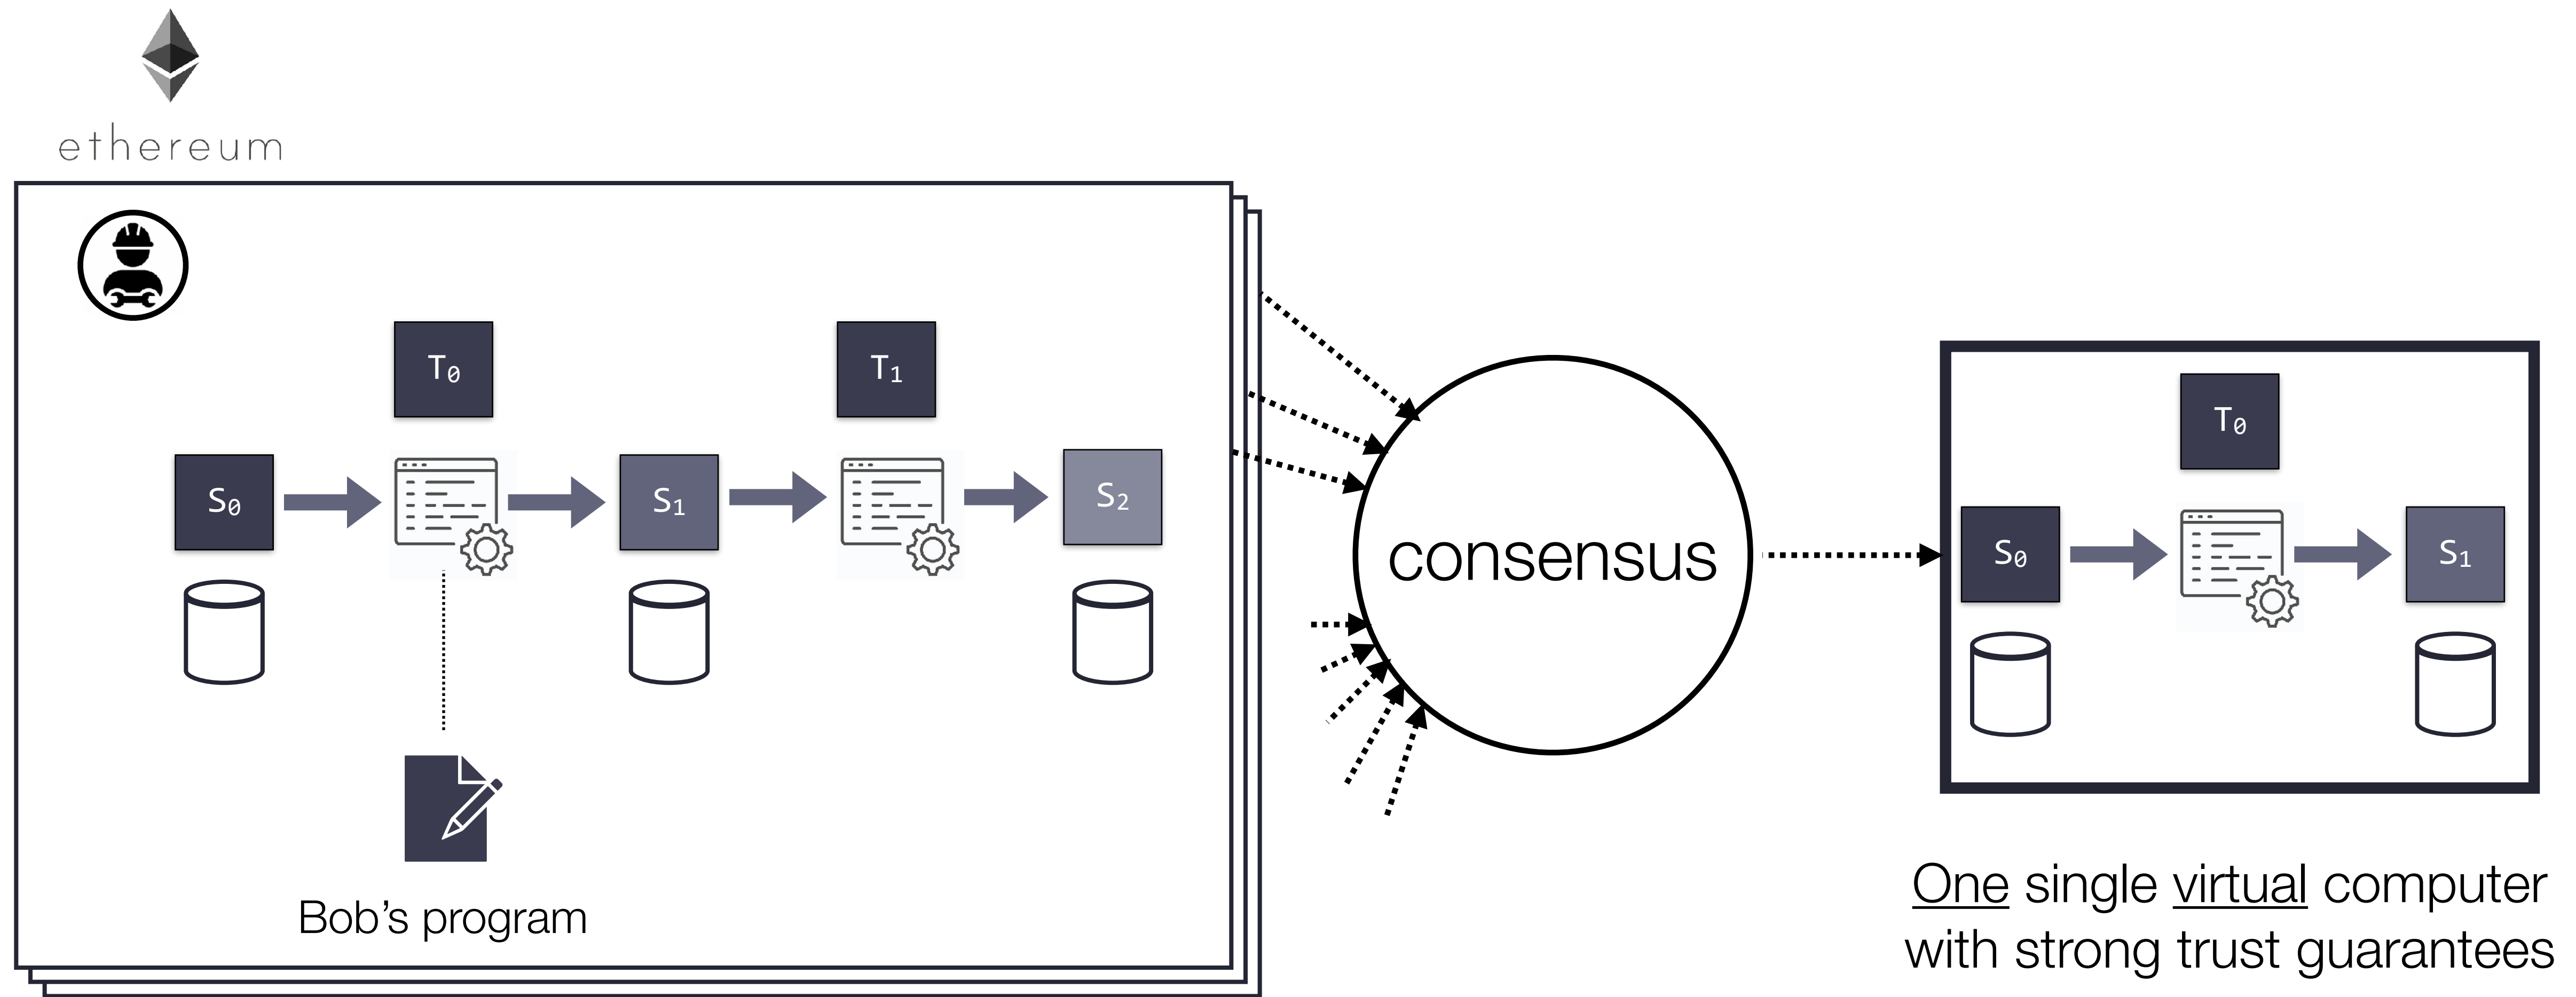 ethereum
T₀
T₁
S₀
S₁
S₂
Bob's program
consensus
T₀
S₀
S₁
One single virtual computer
with strong trust guarantees